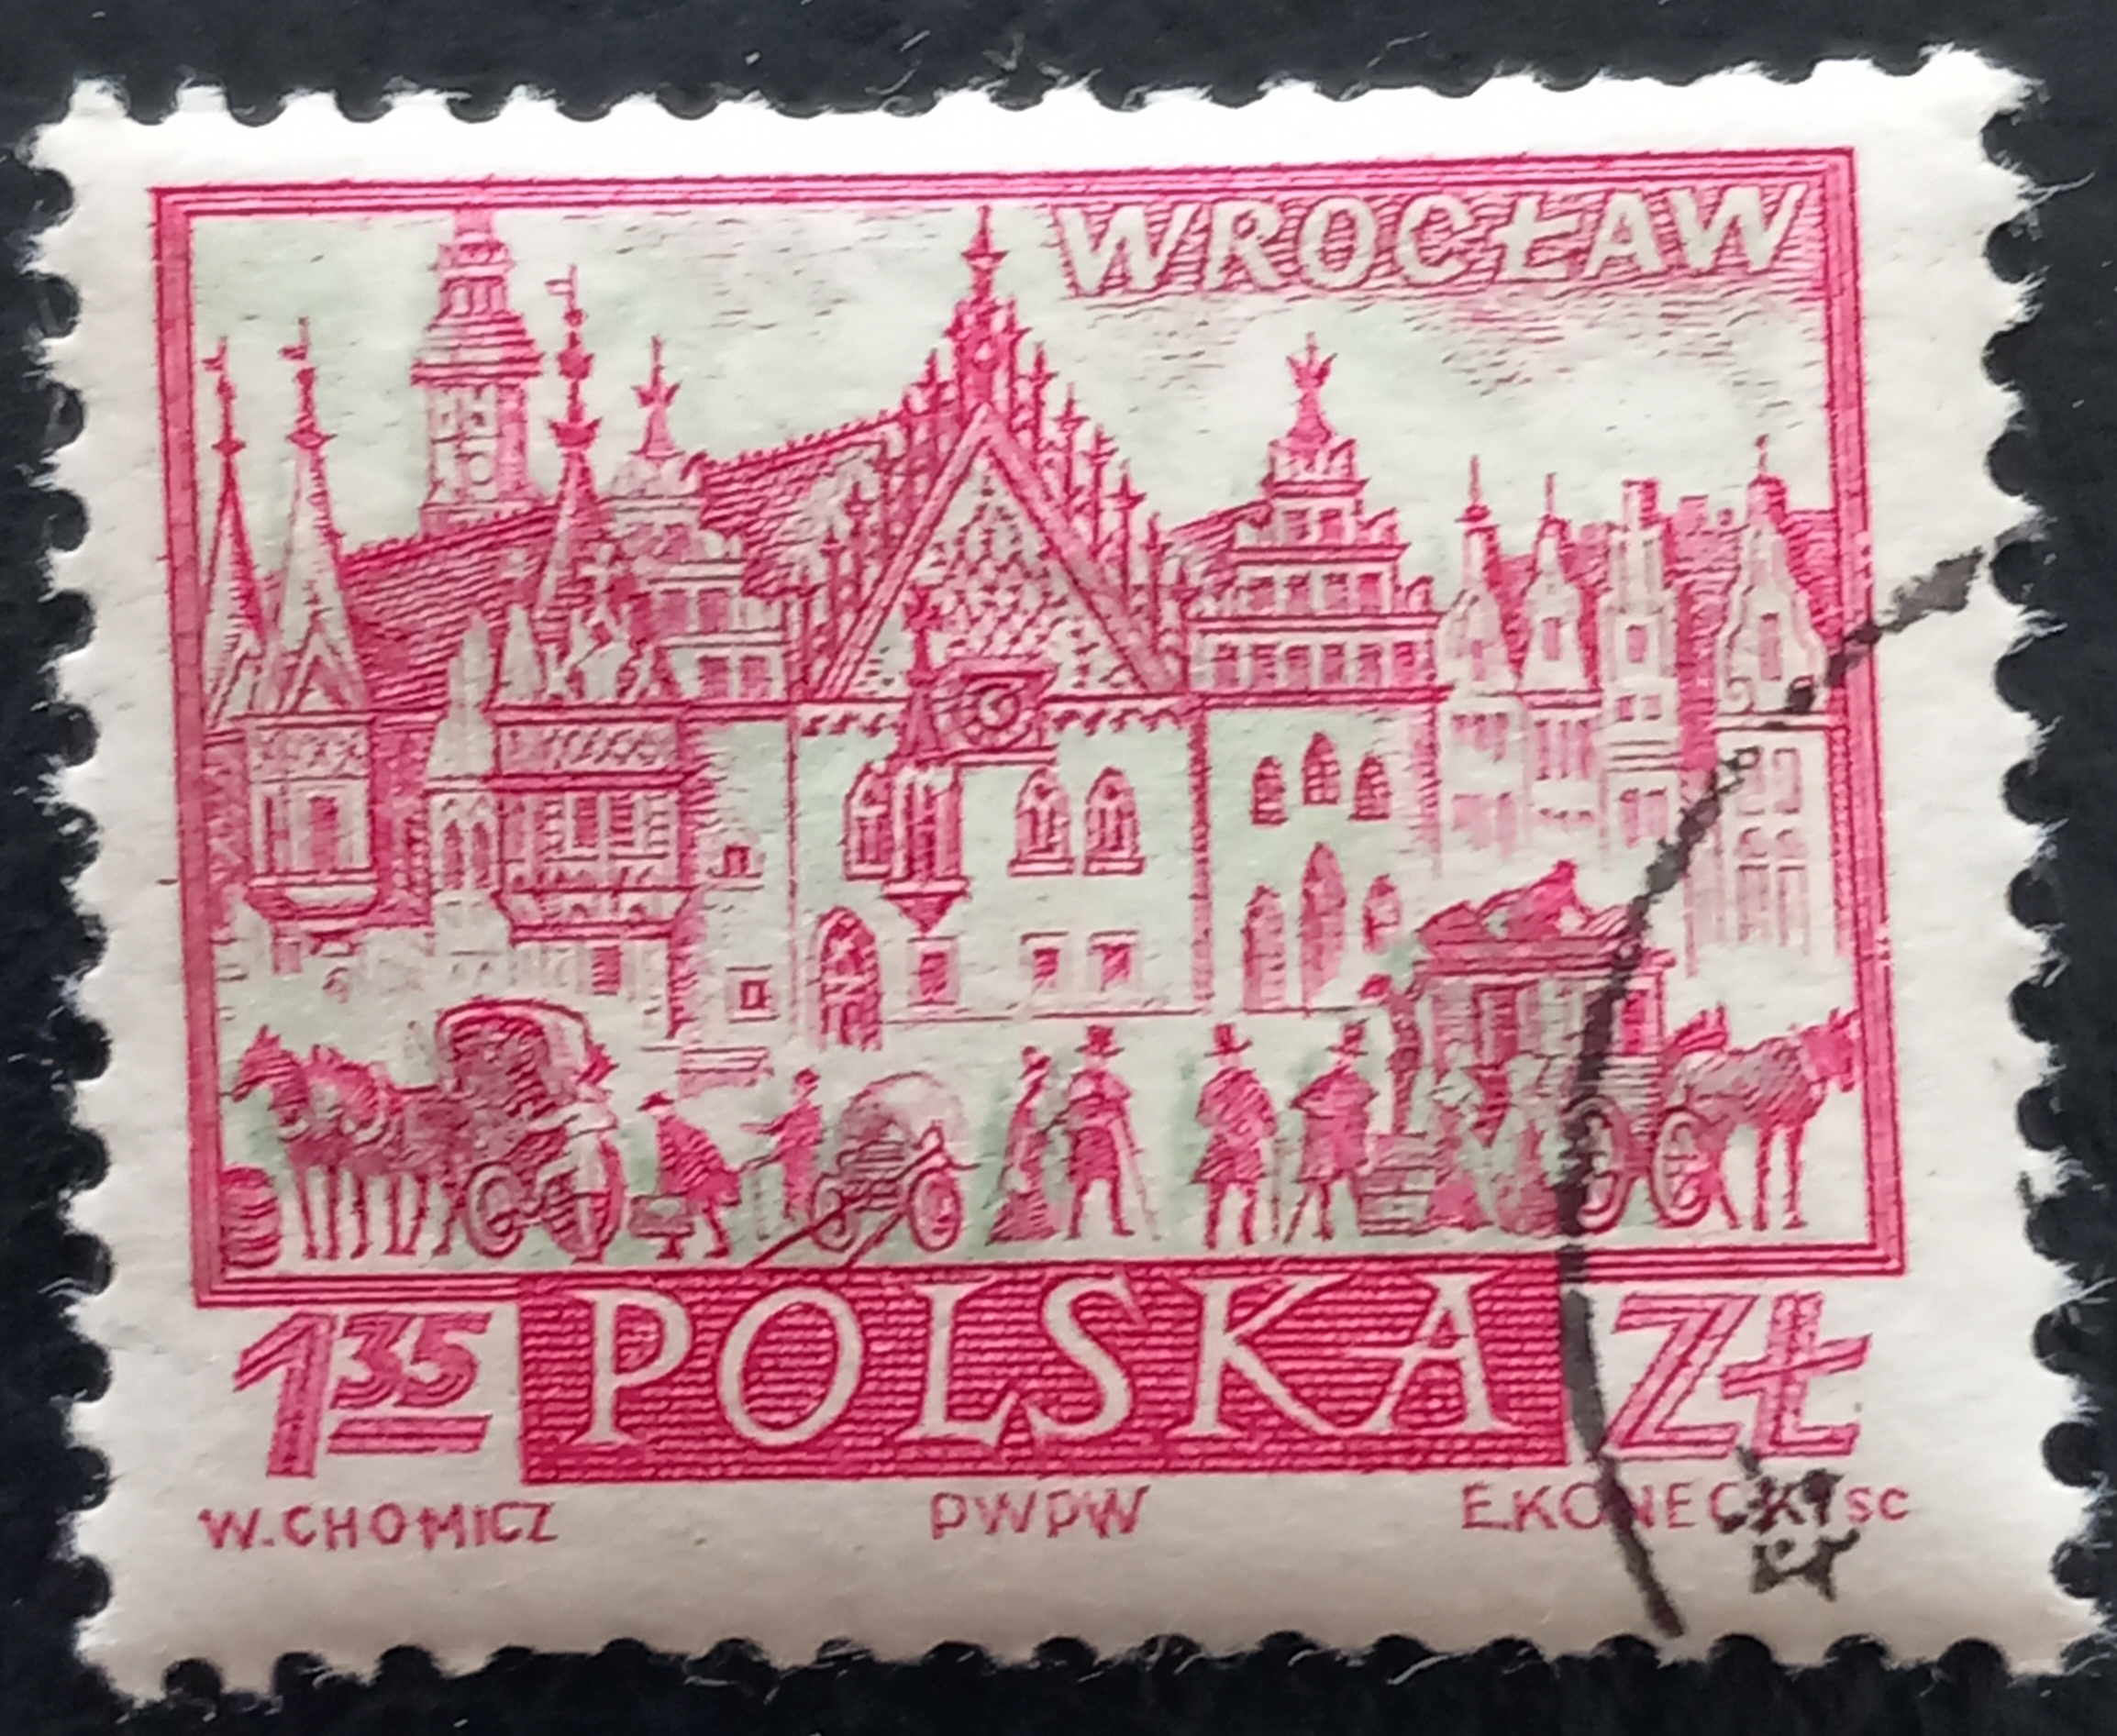 WROCŁAW
1 35 POLSKA ZŁ
W. CHOMICZ PWPW E.KONECKI SC